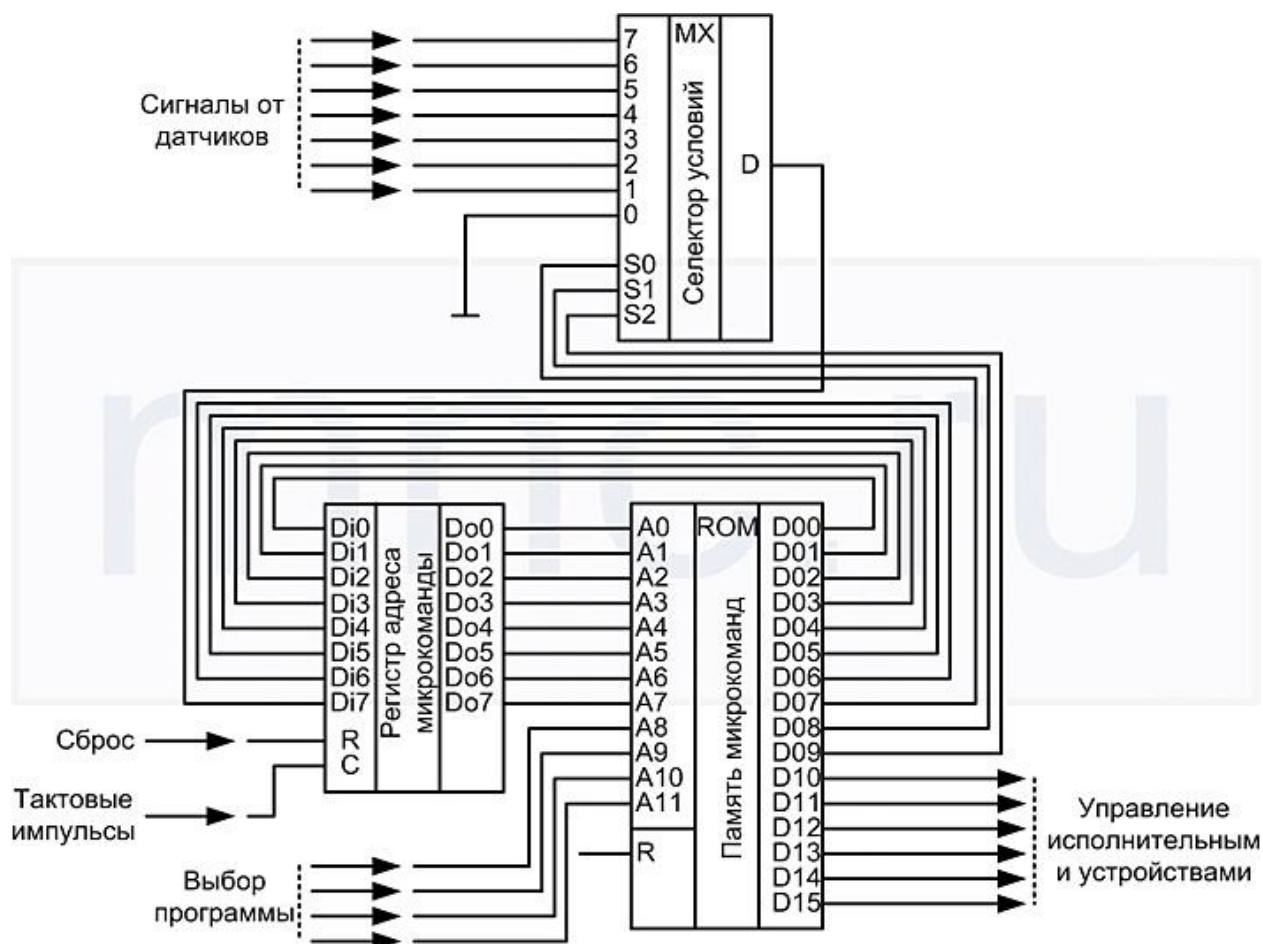 7 MX
6
5
4
3
2 D
1
0
S0
S1
S2
Селектор условий
Сигналы от
датчиков
Di0 Do0
Di1 Do1
Di2 Do2
Di3 Do3
Di4 Do4
Di5 Do5
Di6 Do6
Di7 Do7
R
C
Регистр адреса
микрокоманды
Сброс
Тактовые
импульсы
A0 ROM D00
A1 D01
A2 D02
A3 D03
A4 D04
A5 D05
A6 D06
A7 D07
A8 D08
A9 D09
A10 D10
A11 D11
D12
R D13
D14
D15
Память микрокоманд
Выбор
программы
Управление
исполнительным
и устройствами